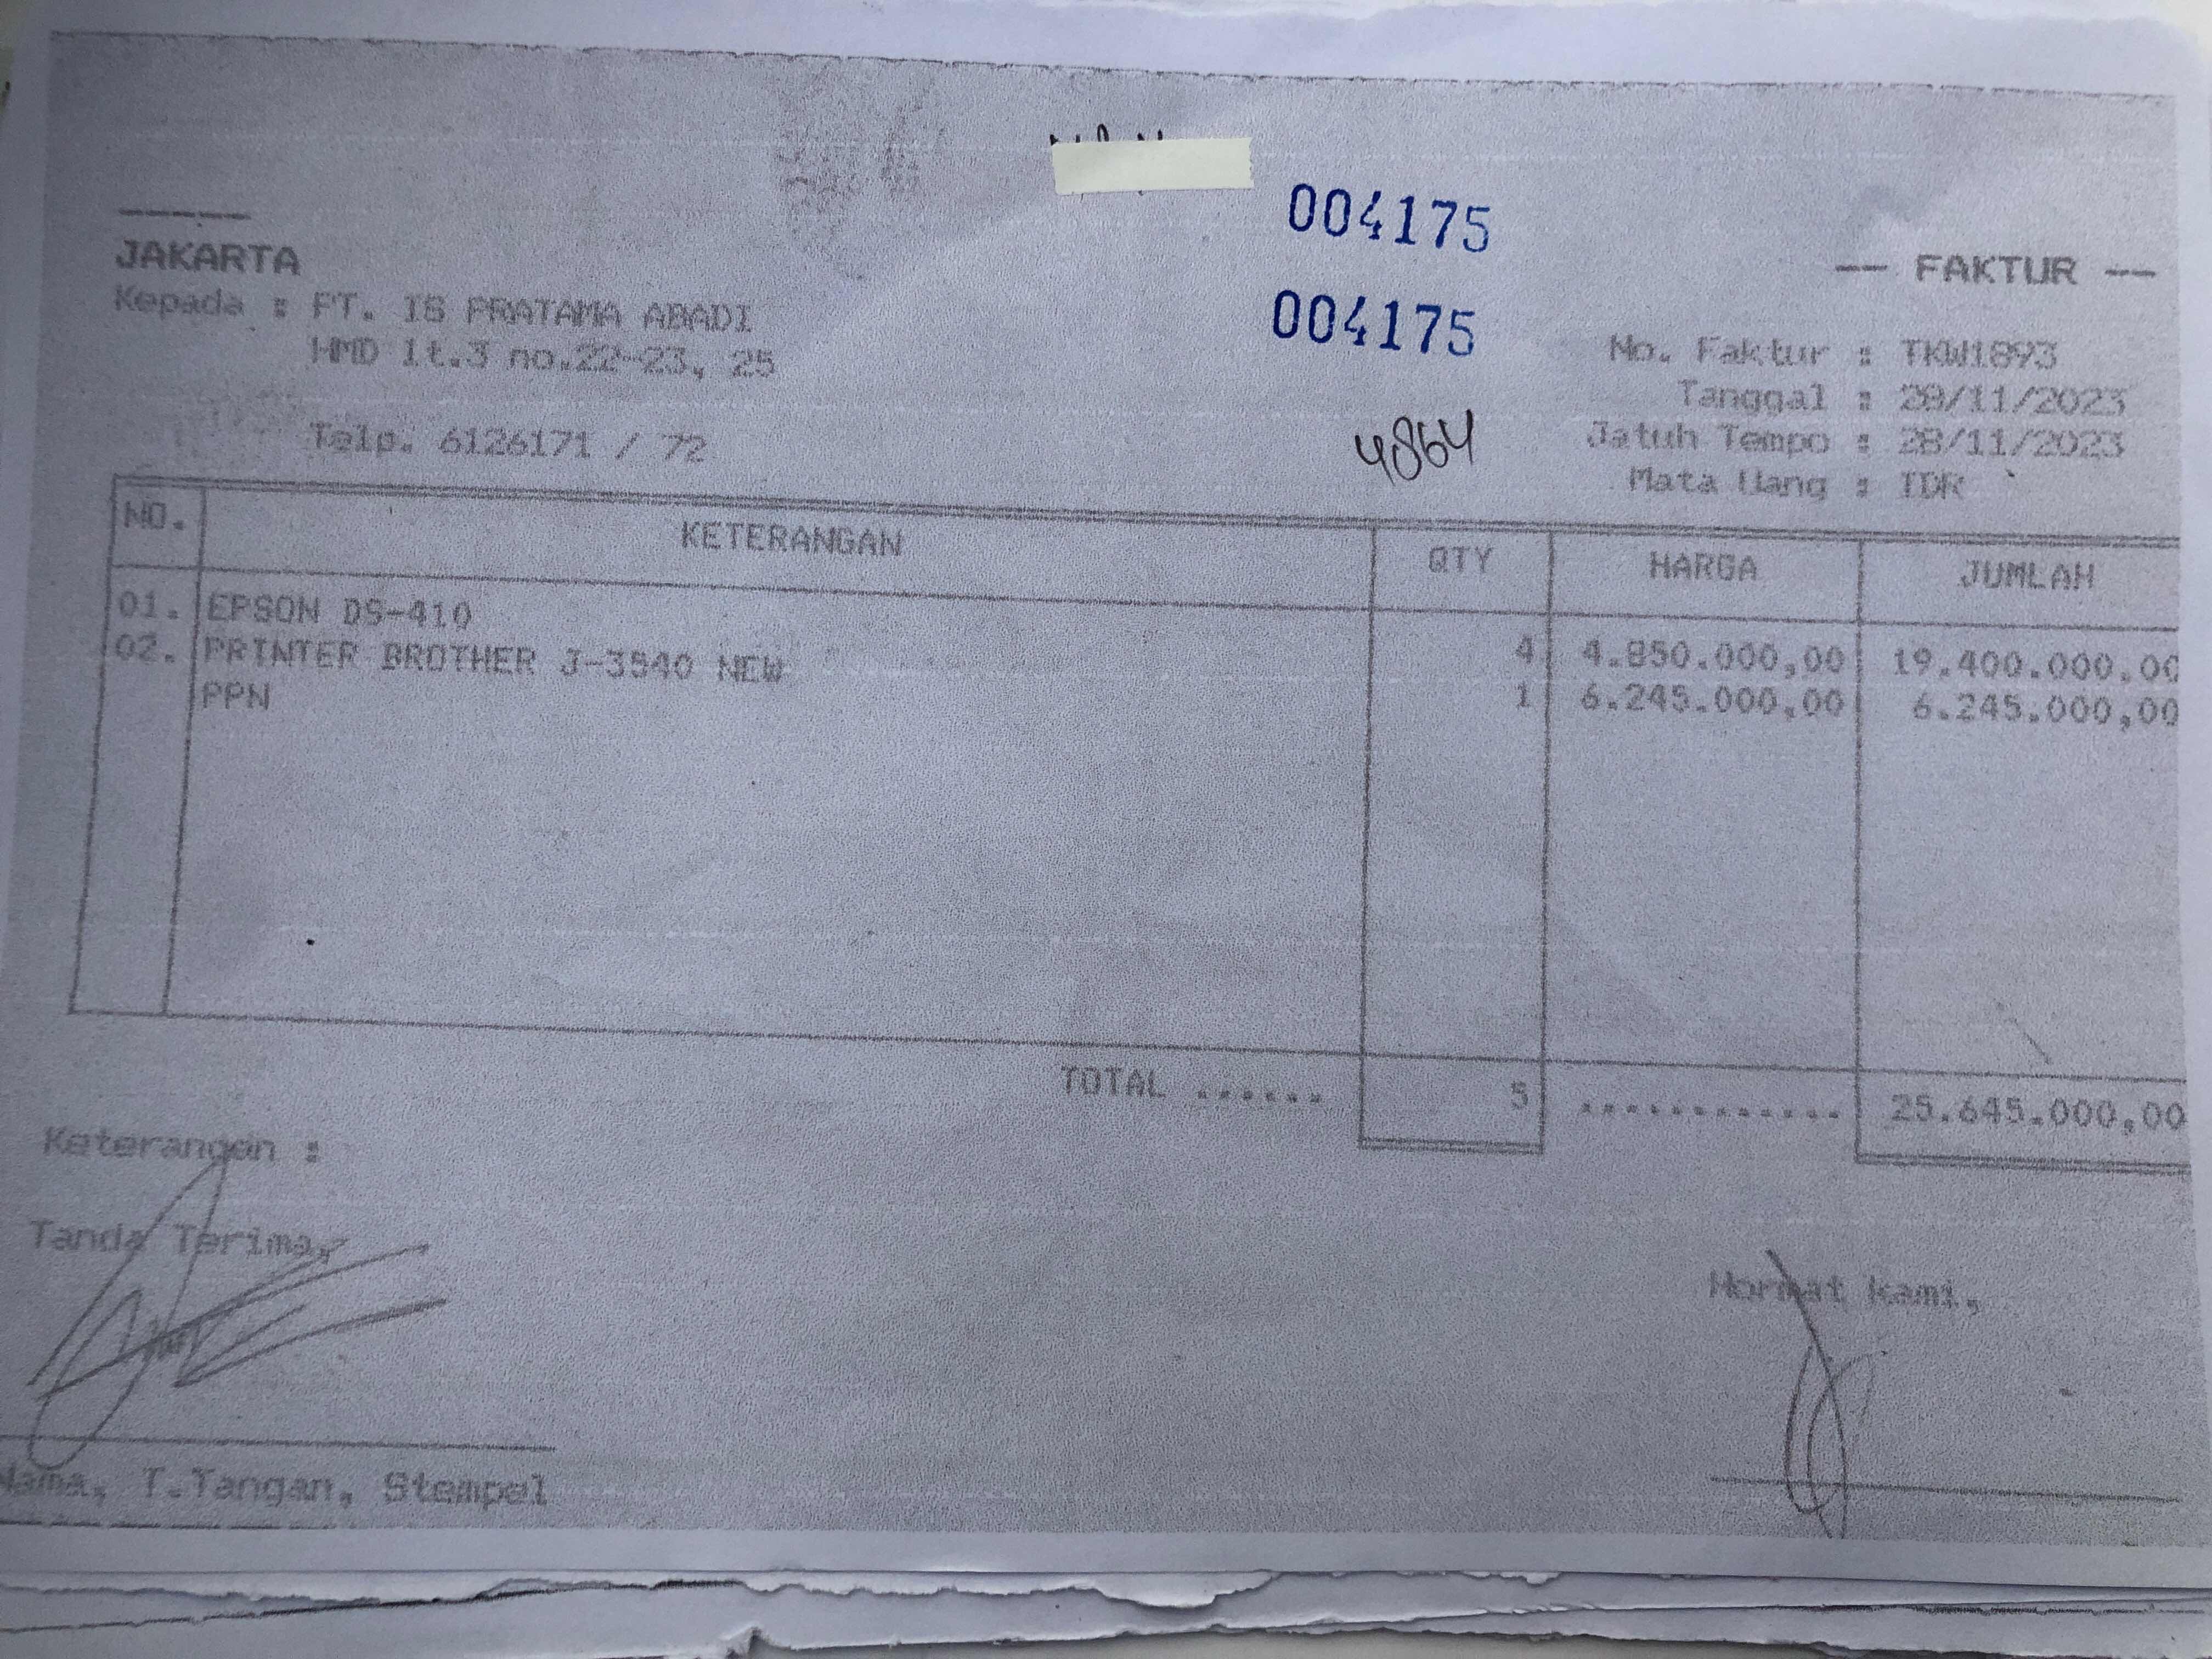 004175
JAKARTA
-- FAKTUR --
Kepada : PT. IS PRATAMA ABADI
004175
HMD lt.3 no.22-23, 25
No. Faktur : TKW1893
Tanggal : 28/11/2023
Telp. 6126171 / 72
4864
Jatuh Tempo : 28/11/2023
Mata Uang : IDR
NO. KETERANGAN QTY HARGA JUMLAH
01. EPSON DS-410 4 4.850.000,00 19.400.000,00
02. PRINTER BROTHER J-3540 NEW 1 6.245.000,00 6.245.000,00
PPN
TOTAL ...... 5 ............ 25.645.000,00
Keterangan :
Tanda Terima,
Hormat kami,
Nama, T.Tangan, Stempel